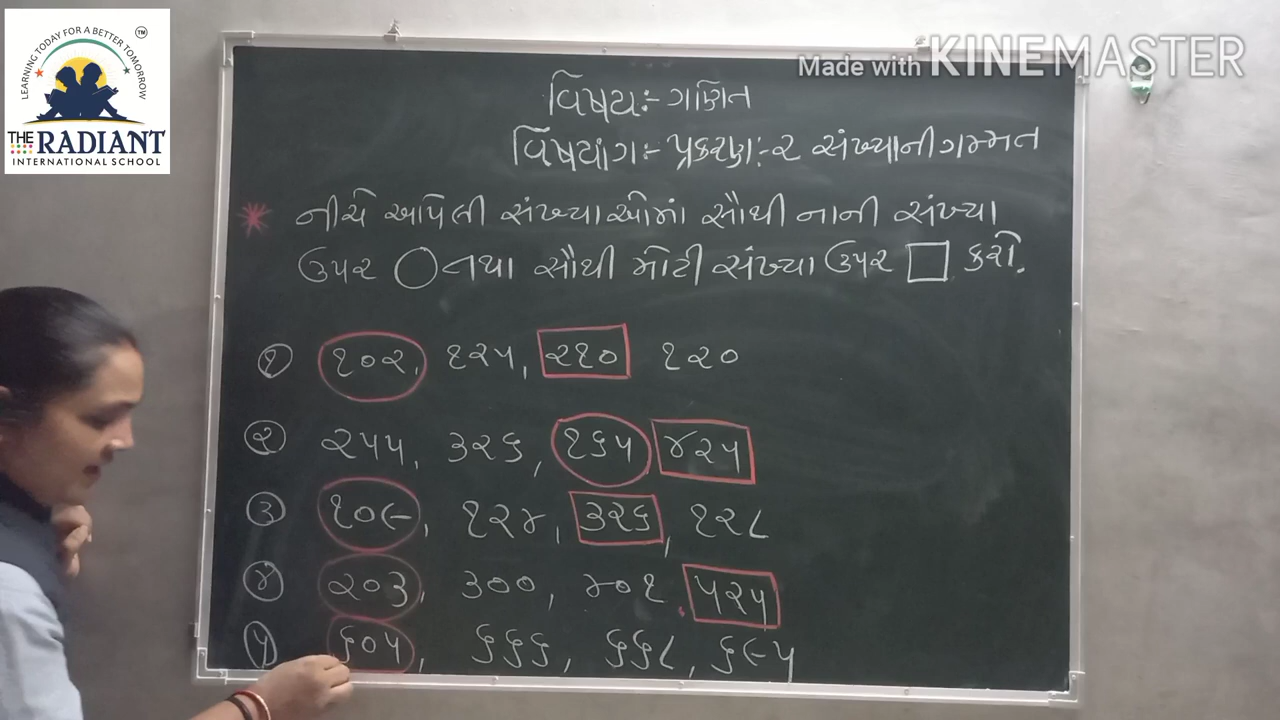 LEARNING TODAY FOR A BETTER TOMORROW
TM
THE RADIANT
INTERNATIONAL SCHOOL
Made with KINEMASTER
વિષય:- ગણિત
વિષયાંગ:- પ્રકરણ:-૨ સંખ્યાની ગમ્મત
નીચે આપેલી સંખ્યાઓમાં સૌથી નાની સંખ્યા
ઉપર ◯ તથા સૌથી મોટી સંખ્યા ઉપર □ કરો.
૧ ૧૦૨, ૧૨૫, ૨૧૦ ૧૨૦
૨ ૨૫૫, ૩૨૬, ૧૬૫ ૪૨૫
૩ ૧૦૯, ૧૨૪, ૩૨૬, ૧૨૮
૪ ૨૦૩, ૩૦૦, ૪૦૧, ૫૨૫
૫ ૬૦૫, ૬૬૬, ૬૬૮, ૬૯૫